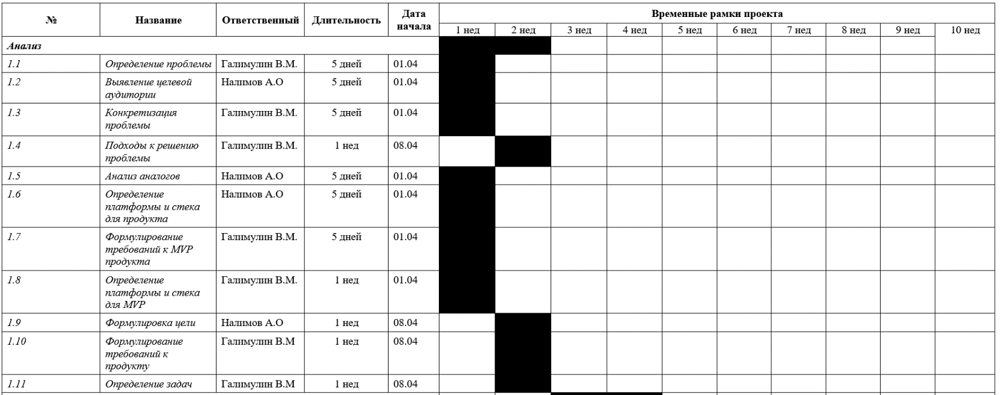 № Название Ответственный Длительность Дата начала Временные рамки проекта
1 нед 2 нед 3 нед 4 нед 5 нед 6 нед 7 нед 8 нед 9 нед 10 нед
Анализ
1.1 Определение проблемы Галимулин В.М. 5 дней 01.04
1.2 Выявление целевой Налимов А.О 5 дней 01.04
аудитории
1.3 Конкретизация Галимулин В.М. 5 дней 01.04
проблемы
1.4 Подходы к решению Галимулин В.М. 1 нед 08.04
проблемы
1.5 Анализ аналогов Налимов А.О 5 дней 01.04
1.6 Определение Налимов А.О 5 дней 01.04
платформы и стека
для продукта
1.7 Формулирование Галимулин В.М. 5 дней 01.04
требований к MVP
продукта
1.8 Определение Галимулин В.М. 1 нед 01.04
платформы и стека
для MVP
1.9 Формулировка цели Налимов А.О 1 нед 08.04
1.10 Формулирование Галимулин В.М 1 нед 08.04
требований к
продукту
1.11 Определение задач Галимулин В.М 1 нед 08.04